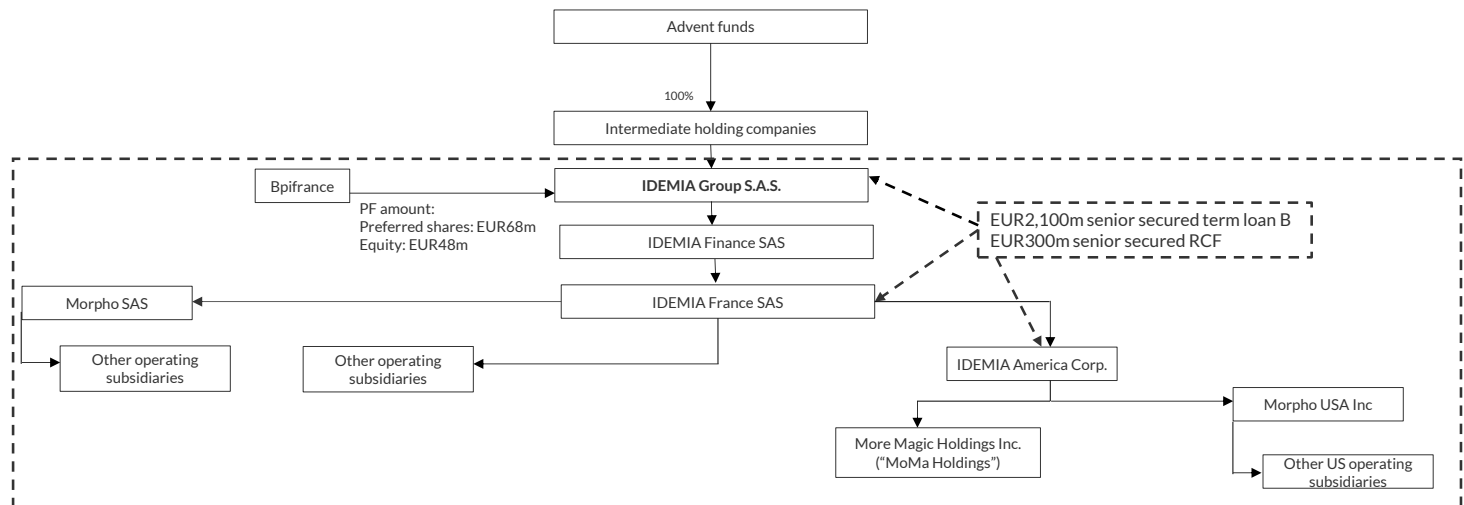 Advent funds
100%
Intermediate holding companies
Bpifrance
IDEMIA Group S.A.S.
PF amount:
Preferred shares: EUR68m
Equity: EUR48m
EUR2,100m senior secured term loan B
EUR300m senior secured RCF
IDEMIA Finance SAS
Morpho SAS
IDEMIA France SAS
Other operating
subsidiaries
Other operating
subsidiaries
IDEMIA America Corp.
Morpho USA Inc
More Magic Holdings Inc.
(“MoMa Holdings”)
Other US operating
subsidiaries